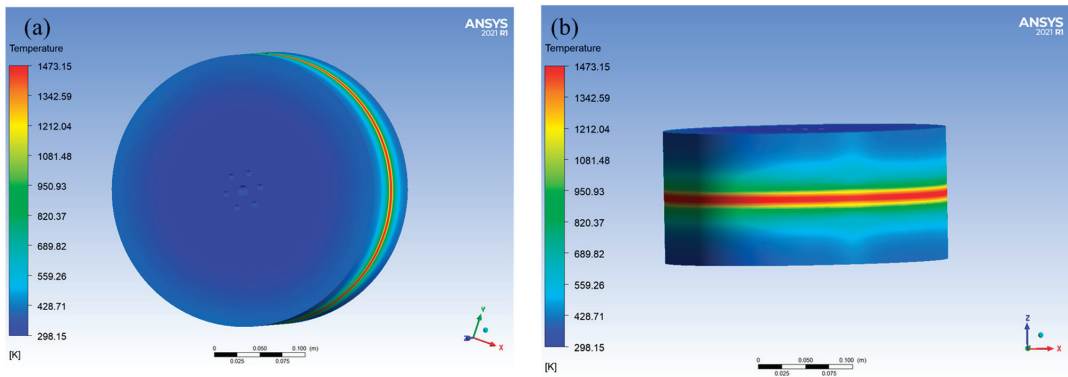 (a)
ANSYS
2021 R1
Temperature
1473.15
1342.59
1212.04
1081.48
950.93
820.37
689.82
559.26
428.71
298.15
[K]
0 0.050 0.100 (m)
0.025 0.075
Y
Z
X
(b)
ANSYS
2021 R1
Temperature
1473.15
1342.59
1212.04
1081.48
950.93
820.37
689.82
559.26
428.71
298.15
[K]
0 0.050 0.100 (m)
0.025 0.075
Z
X